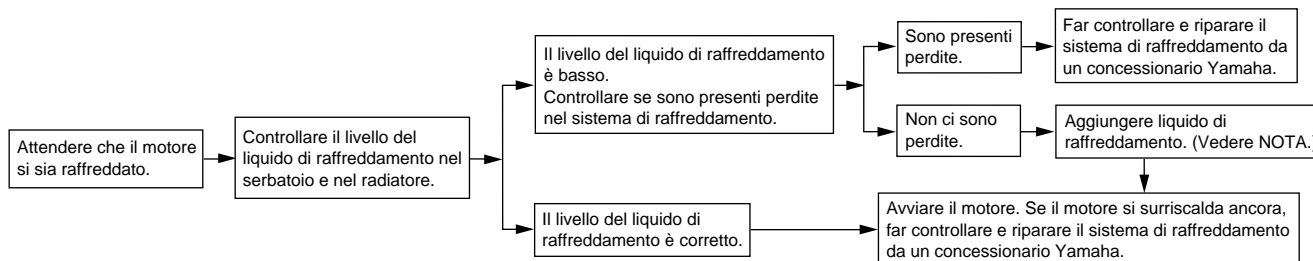 Attendere che il motore
si sia raffreddato.
Controllare il livello del
liquido di raffreddamento nel
serbatoio e nel radiatore.
Il livello del liquido di raffreddamento
è basso.
Controllare se sono presenti perdite
nel sistema di raffreddamento.
Sono presenti
perdite.
Far controllare e riparare il
sistema di raffreddamento da
un concessionario Yamaha.
Non ci sono
perdite.
Aggiungere liquido di
raffreddamento. (Vedere NOTA.)
Il livello del liquido di
raffreddamento è corretto.
Avviare il motore. Se il motore si surriscalda ancora,
far controllare e riparare il sistema di raffreddamento
da un concessionario Yamaha.